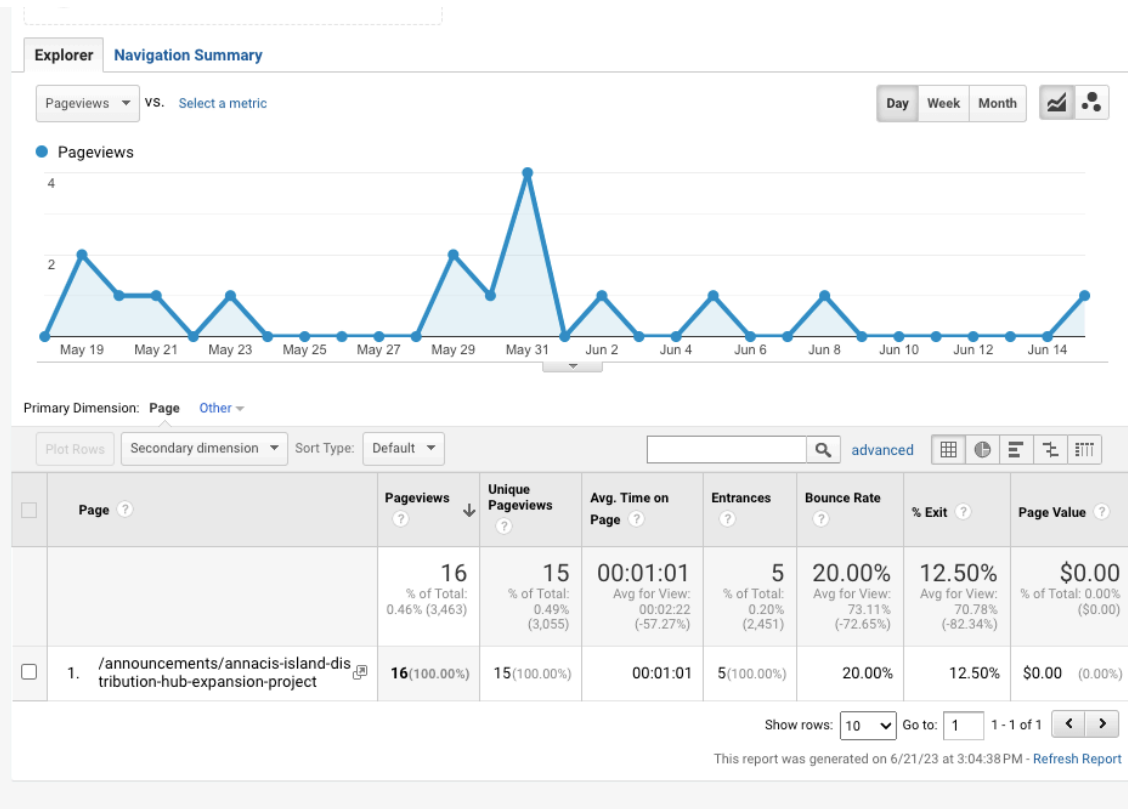 Explorer Navigation Summary
Pageviews VS. Select a metric Day Week Month
Pageviews
4
2
May 19 May 21 May 23 May 25 May 27 May 29 May 31 Jun 2 Jun 4 Jun 6 Jun 8 Jun 10 Jun 12 Jun 14
Primary Dimension: Page Other
Plot Rows Secondary dimension Sort Type: Default advanced
Page ? Pageviews ? Unique Pageviews ? Avg. Time on Page ? Entrances ? Bounce Rate ? % Exit ? Page Value ?
16 15 00:01:01 5 20.00% 12.50% $0.00
% of Total: 0.46% (3,463) % of Total: 0.49% (3,055) Avg for View: 00:02:22 (-57.27%) % of Total: 0.20% (2,451) Avg for View: 73.11% (-72.65%) Avg for View: 70.78% (-82.34%) % of Total: 0.00% ($0.00)
1. /announcements/annacis-island-dis
tribution-hub-expansion-project 16(100.00%) 15(100.00%) 00:01:01 5(100.00%) 20.00% 12.50% $0.00 (0.00%)
Show rows: 10 Go to: 1 1 - 1 of 1
This report was generated on 6/21/23 at 3:04:38 PM - Refresh Report